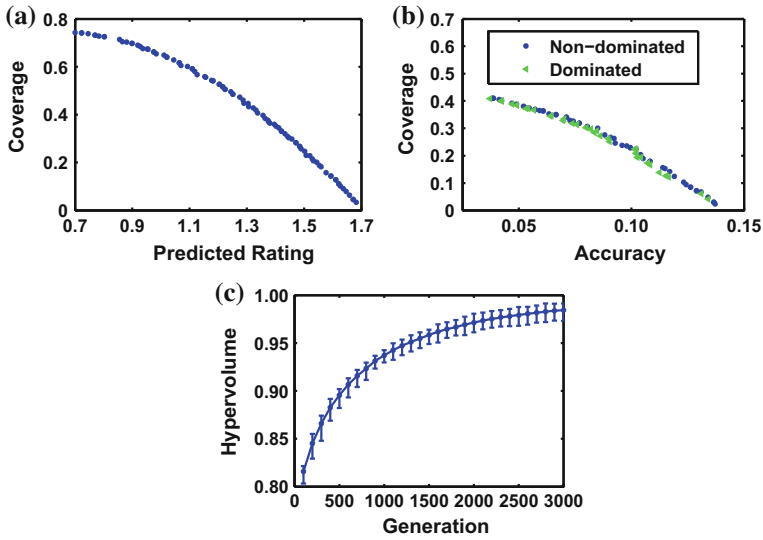 (a)
0.8
0.6
0.4
0.2
0
Coverage
0.7 0.9 1.1 1.3 1.5 1.7
Predicted Rating
(b)
0.7
0.6
0.5
0.4
0.3
0.2
0.1
0
Coverage
Non-dominated
Dominated
0.05 0.10 0.15
Accuracy
(c)
1.00
0.95
0.90
0.85
0.80
Hypervolume
0 500 1000 1500 2000 2500 3000
Generation